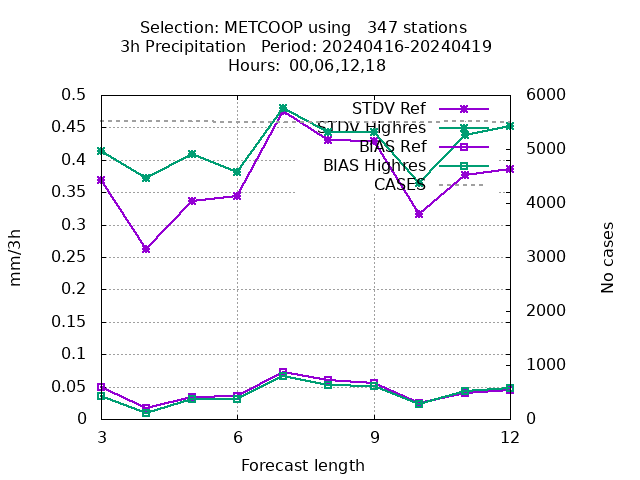 Selection: METCOOP using   347 stations
3h Precipitation   Period: 20240416-20240419
Hours:  00,06,12,18
0.5
0.45
0.4
0.35
0.3
0.25
0.2
0.15
0.1
0.05
0
6000
5000
4000
3000
2000
1000
0
STDV Ref
STDV Highres
BIAS Ref
BIAS Highres
CASES
mm/3h
No cases
3 6 9 12
Forecast length